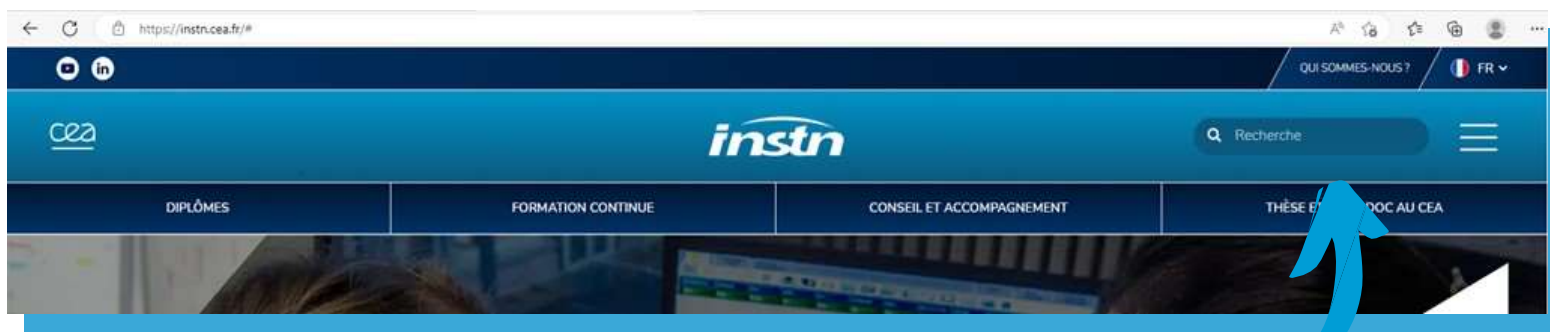 https://instn.cea.fr/#
QUI SOMMES-NOUS ?
FR
cea
instn
Recherche
DIPLÔMES
FORMATION CONTINUE
CONSEIL ET ACCOMPAGNEMENT
THÈSE ET DOC AU CEA